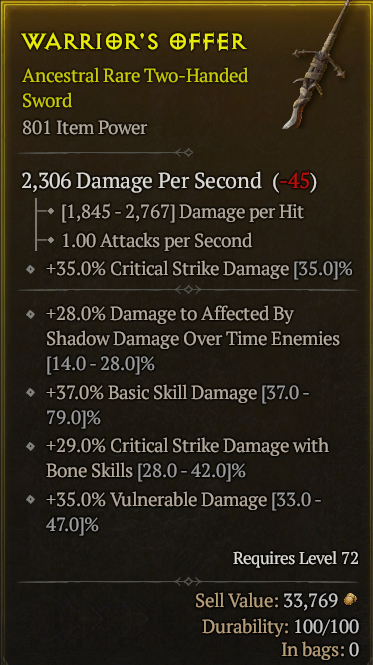 WARRIOR'S OFFER
Ancestral Rare Two-Handed
Sword
801 Item Power
2,306 Damage Per Second (-45)
[1,845 - 2,767] Damage per Hit
1.00 Attacks per Second
+35.0% Critical Strike Damage [35.0]%
+28.0% Damage to Affected By
Shadow Damage Over Time Enemies
[14.0 - 28.0]%
+37.0% Basic Skill Damage [37.0 -
79.0]%
+29.0% Critical Strike Damage with
Bone Skills [28.0 - 42.0]%
+35.0% Vulnerable Damage [33.0 -
47.0]%
Requires Level 72
Sell Value: 33,769
Durability: 100/100
In bags: 0